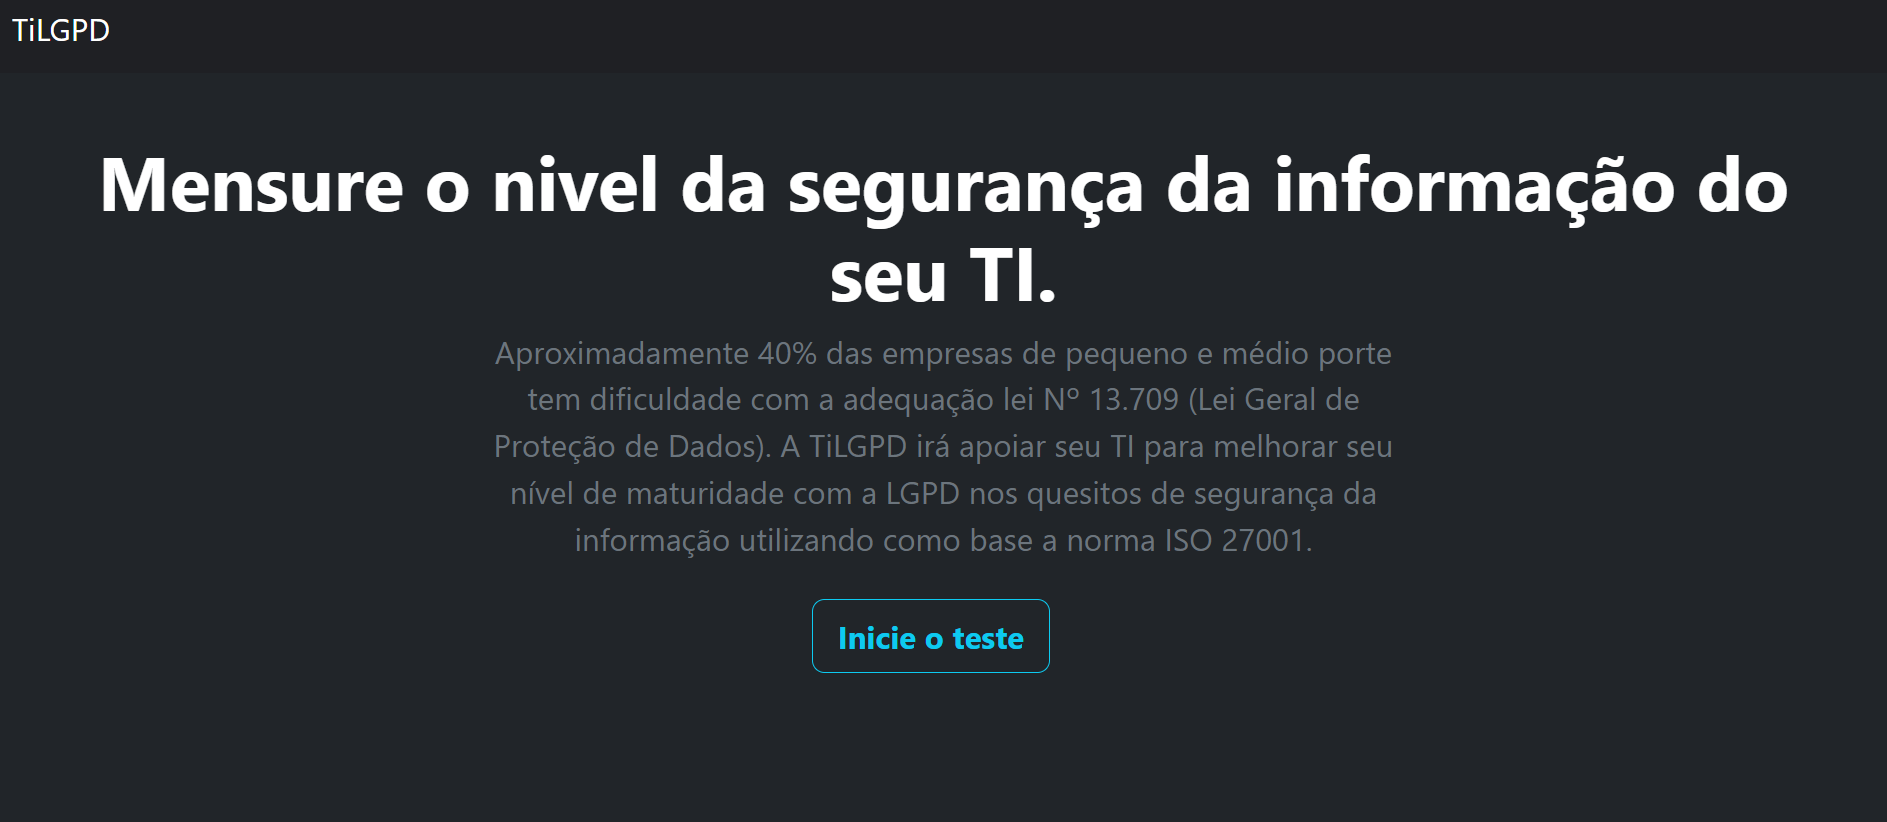 TiLGPD
Mensure o nivel da segurança da informação do
seu TI.
Aproximadamente 40% das empresas de pequeno e médio porte
tem dificuldade com a adequação lei Nº 13.709 (Lei Geral de
Proteção de Dados). A TiLGPD irá apoiar seu TI para melhorar seu
nível de maturidade com a LGPD nos quesitos de segurança da
informação utilizando como base a norma ISO 27001.
Inicie o teste